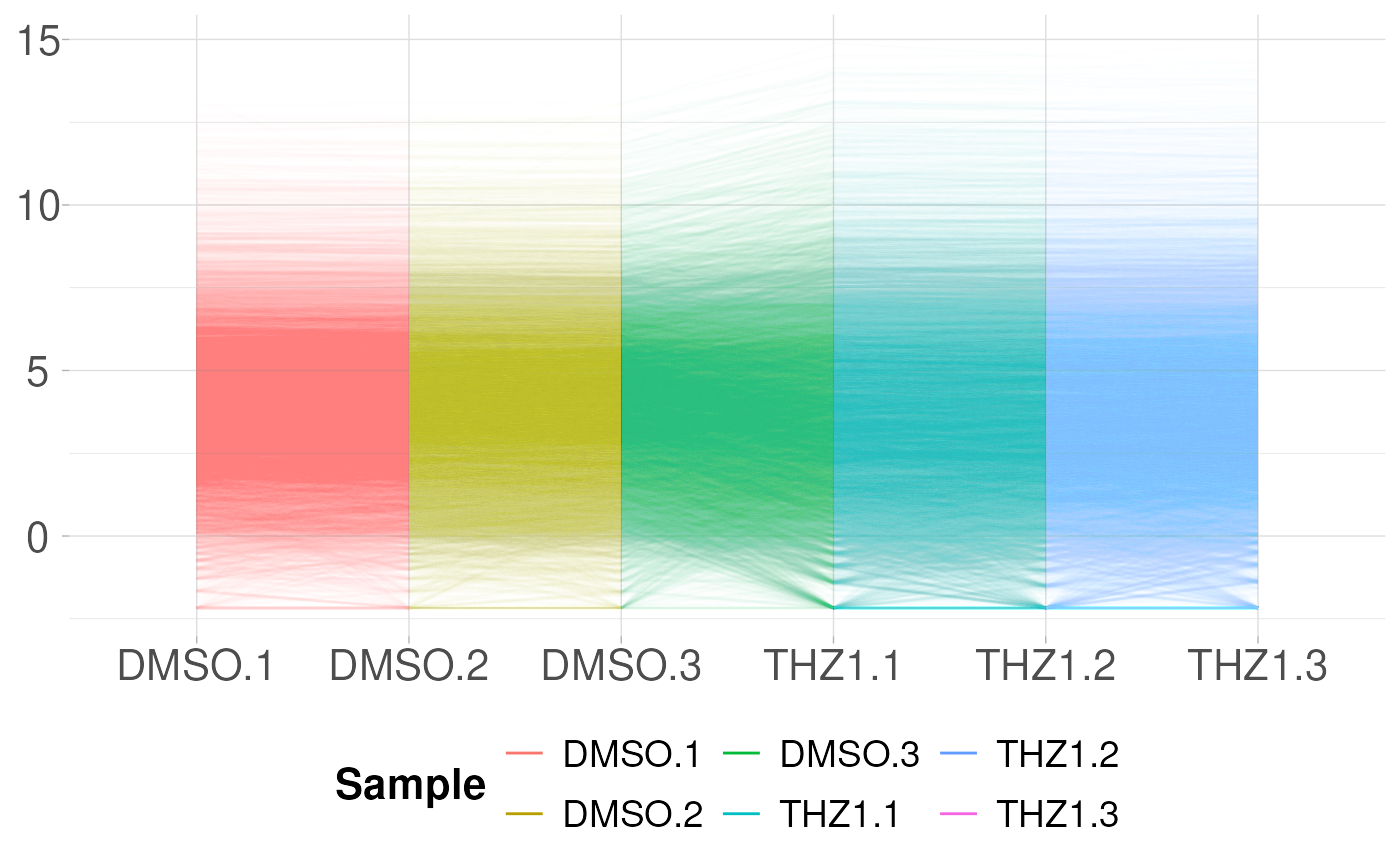 15
10
5
0
DMSO.1 DMSO.2 DMSO.3 THZ1.1 THZ1.2 THZ1.3
Sample
DMSO.1 DMSO.3 THZ1.2
DMSO.2 THZ1.1 THZ1.3